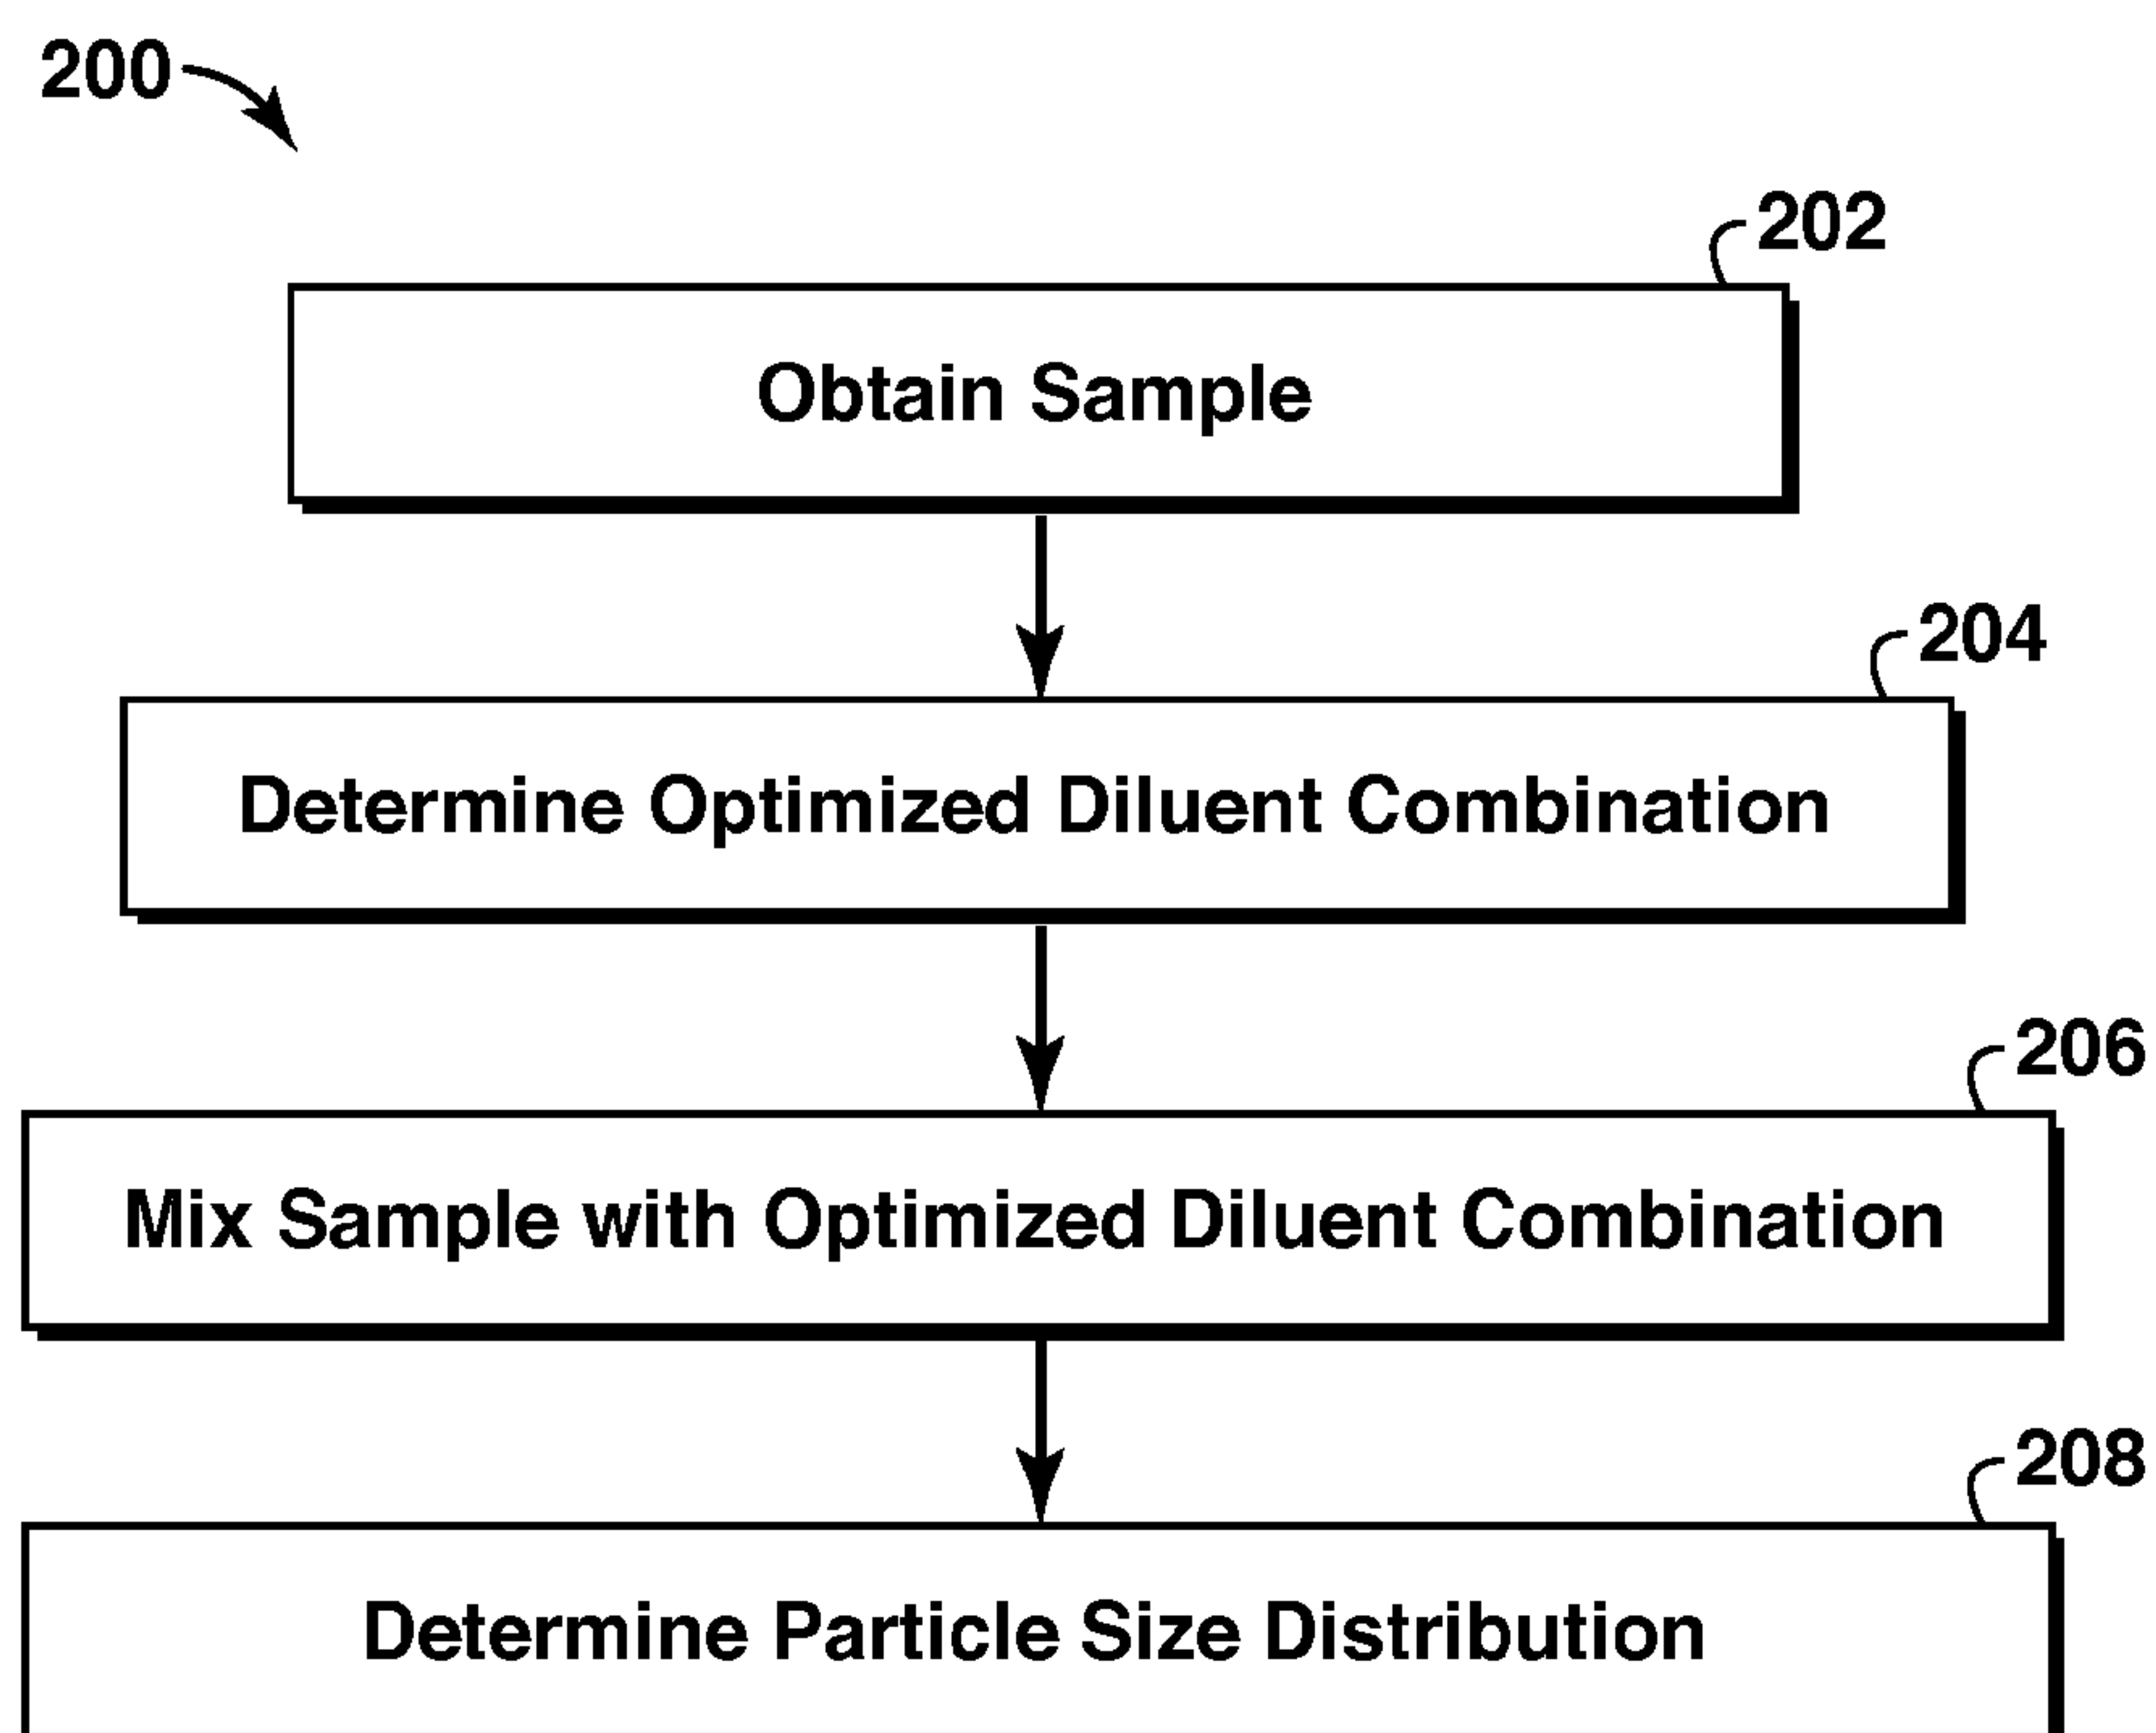 200
202
Obtain Sample
204
Determine Optimized Diluent Combination
206
Mix Sample with Optimized Diluent Combination
208
Determine Particle Size Distribution